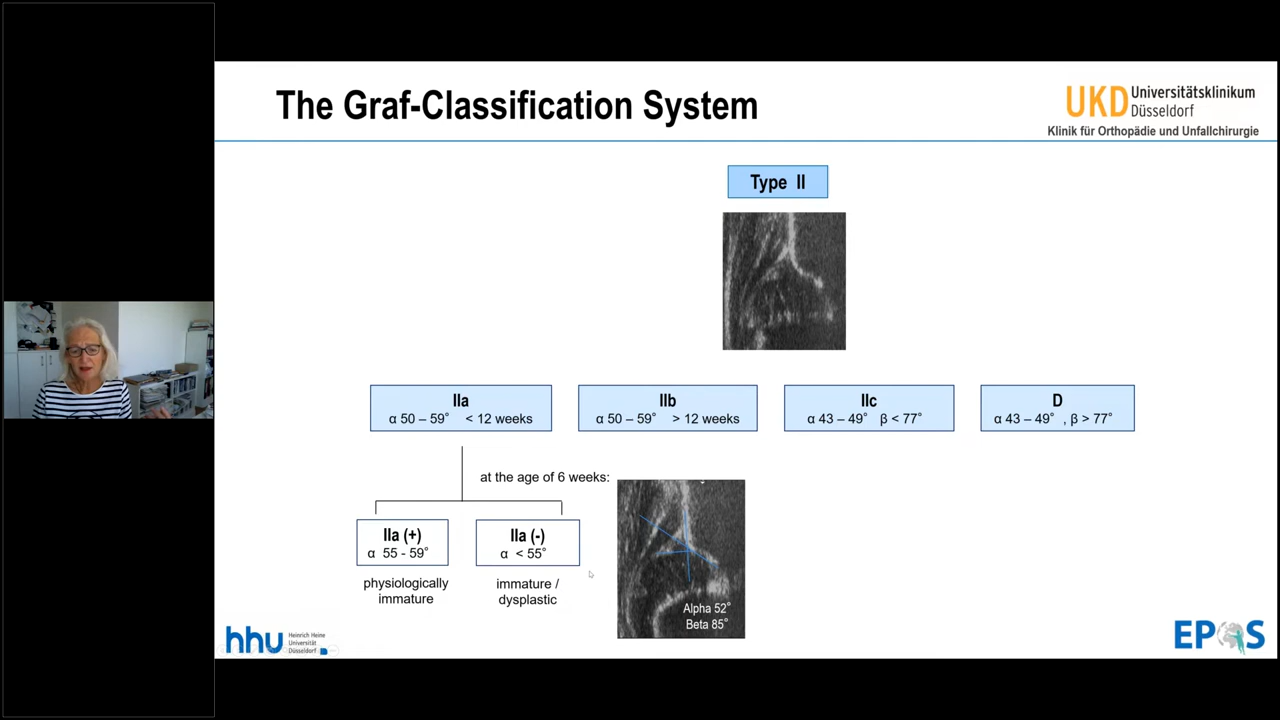 The Graf-Classification System
UKD Universitätsklinikum
Düsseldorf
Klinik für Orthopädie und Unfallchirurgie
Type II
IIa
α 50 – 59° < 12 weeks
IIb
α 50 – 59° > 12 weeks
IIc
α 43 – 49° β < 77°
D
α 43 – 49° , β > 77°
at the age of 6 weeks:
IIa (+)
α 55 - 59°
IIa (-)
α < 55°
physiologically
immature
immature /
dysplastic
Alpha 52°
Beta 85°
hhu Heinrich Heine
Universität
Düsseldorf
EPOS